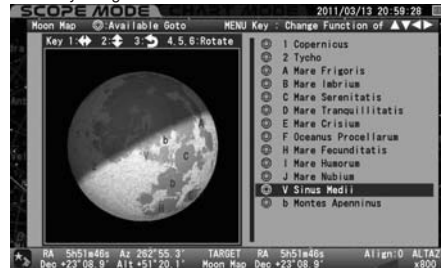 SCOPE MODE CHART MODE 2011/03/13 20:59:28
Moon Map :Available Goto MENU Key : Change Function of ▲▼◀▶
Key 1: 2: 3: 4,5,6:Rotate
1 Copernicus
2 Tycho
A Mare Frigoris
B Mare Imbrium
C Mare Serenitatis
D Mare Tranquillitatis
E Mare Crisium
F Oceanus Procellarum
H Mare Fecunditatis
I Mare Humorum
J Mare Nubium
V Sinus Medii
b Montes Apenninus
A
b
V
C
D
H
RA 5h51m46s Az 262°55.3' TARGET RA 5h51m46s Align:0 ALTAZ
Dec +23°08.9' Alt +51°20.1' Moon Map Dec +23°08.9' x800